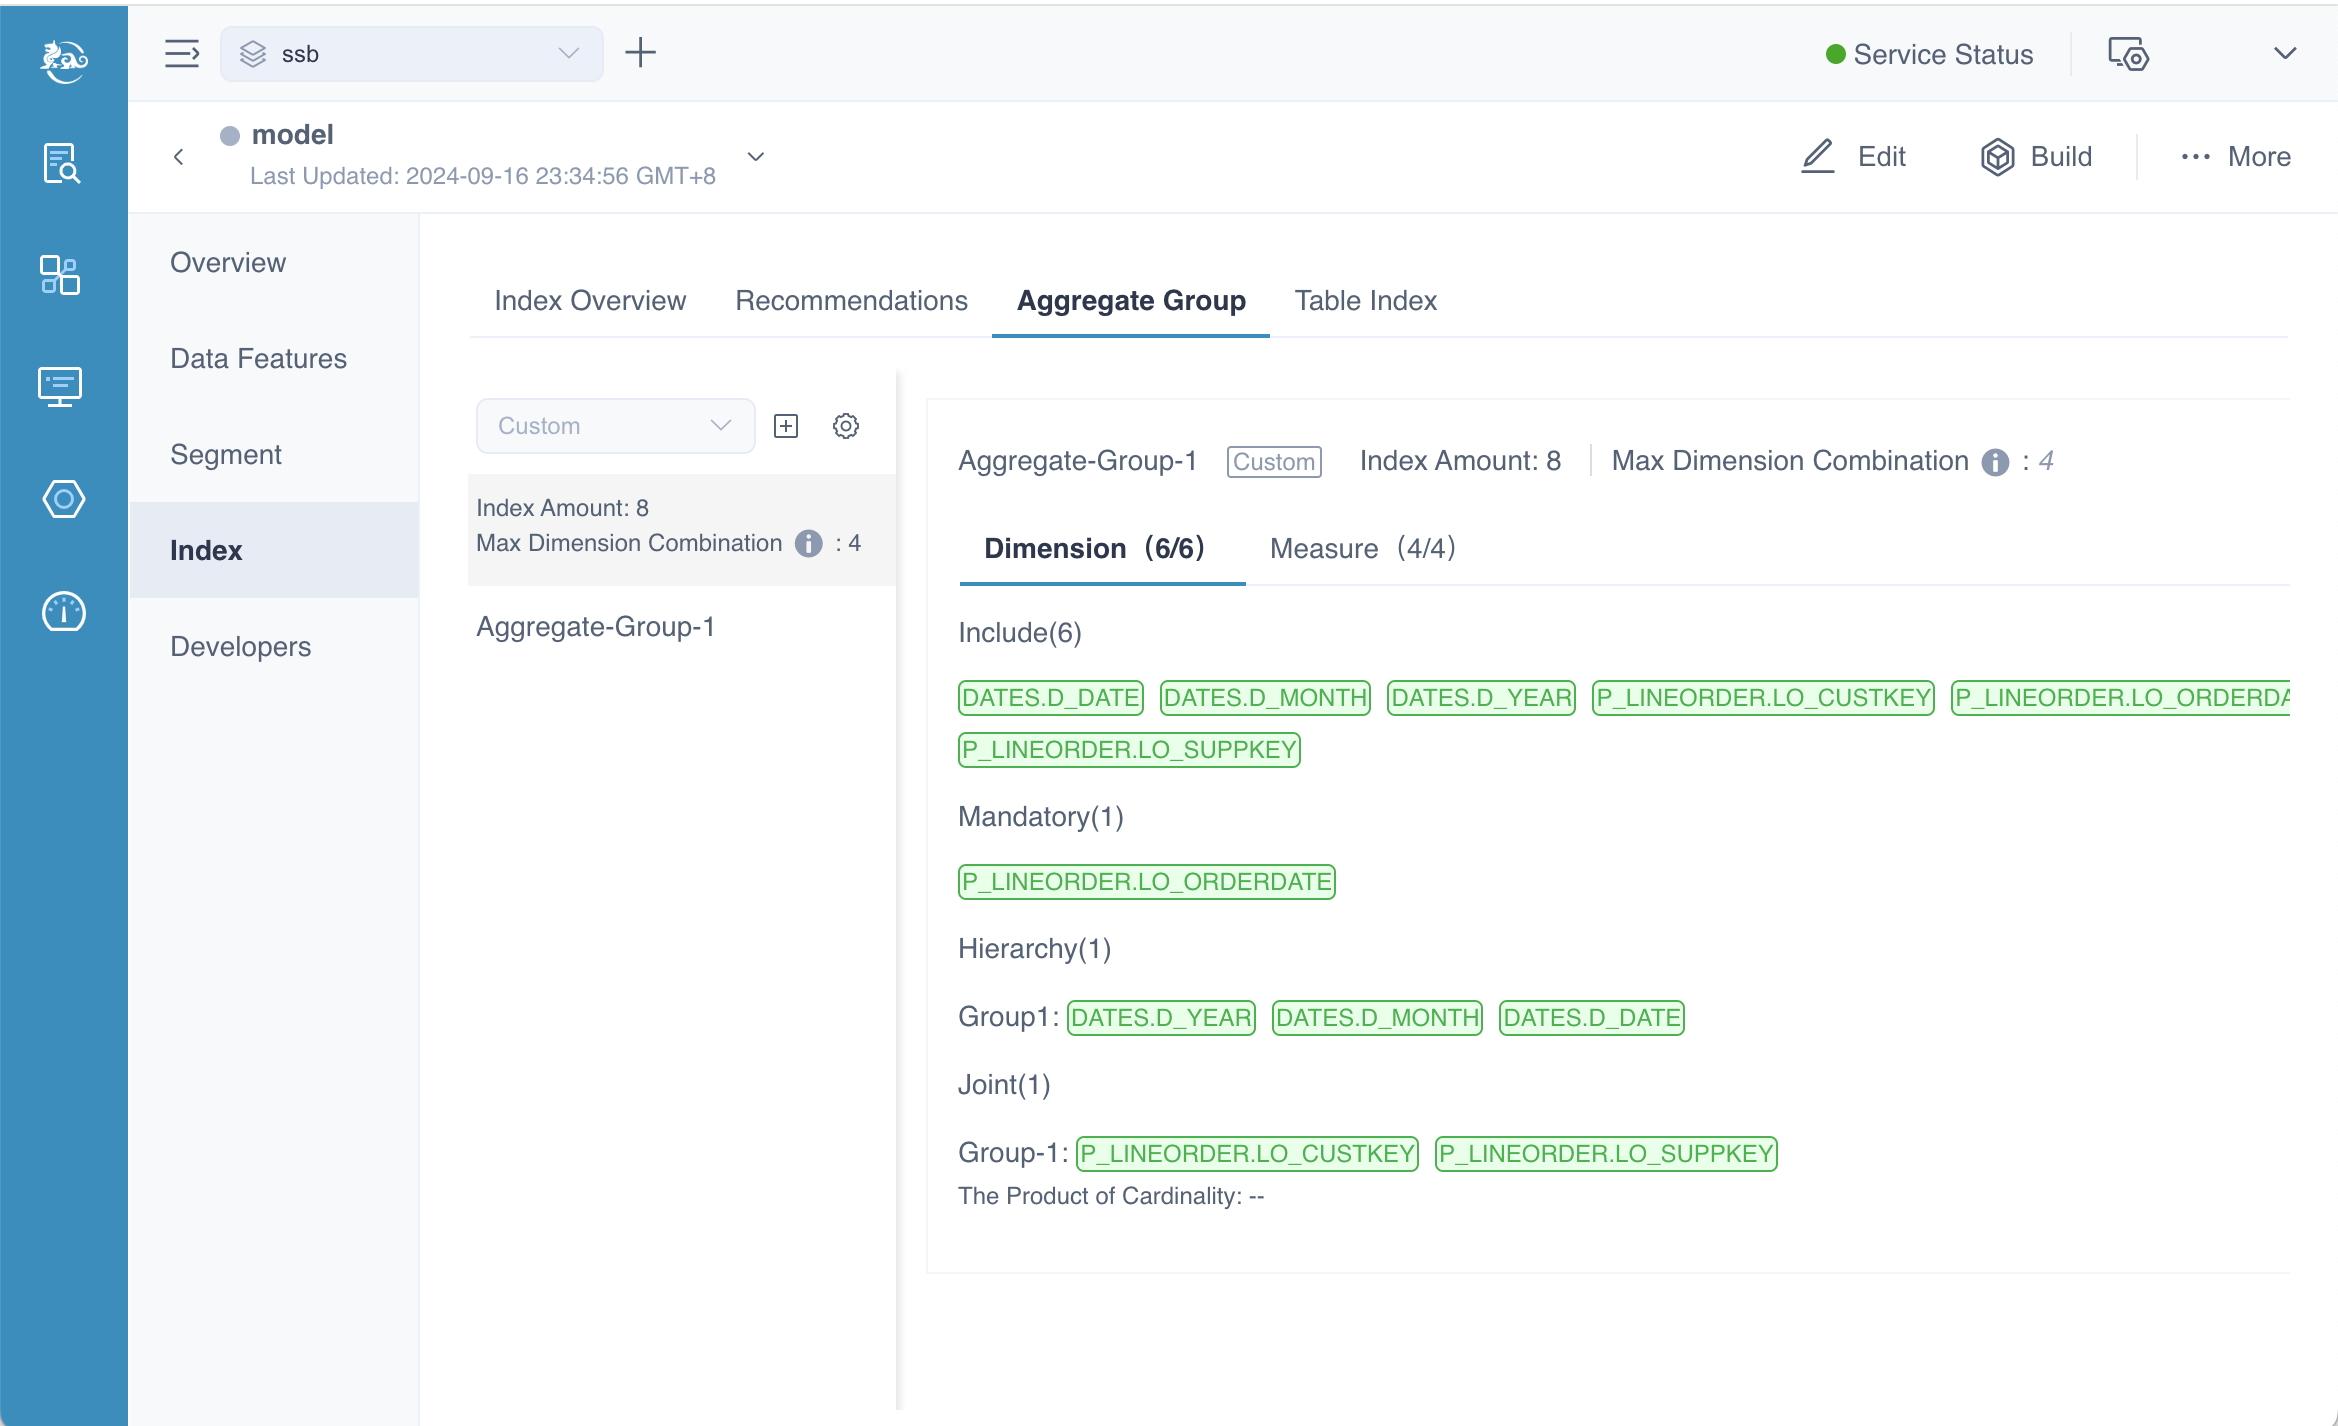 ssb
Service Status
model
Last Updated: 2024-09-16 23:34:56 GMT+8
Edit
Build
More
Overview
Data Features
Segment
Index
Developers
Index Overview
Recommendations
Aggregate Group
Table Index
Custom
Index Amount: 8
Max Dimension Combination : 4
Aggregate-Group-1
Aggregate-Group-1 Custom Index Amount: 8 Max Dimension Combination : 4
Dimension (6/6) Measure (4/4)
Include(6)
DATES.D_DATE DATES.D_MONTH DATES.D_YEAR P_LINEORDER.LO_CUSTKEY P_LINEORDER.LO_ORDERDA
P_LINEORDER.LO_SUPPKEY
Mandatory(1)
P_LINEORDER.LO_ORDERDATE
Hierarchy(1)
Group1: DATES.D_YEAR DATES.D_MONTH DATES.D_DATE
Joint(1)
Group-1: P_LINEORDER.LO_CUSTKEY P_LINEORDER.LO_SUPPKEY
The Product of Cardinality: --